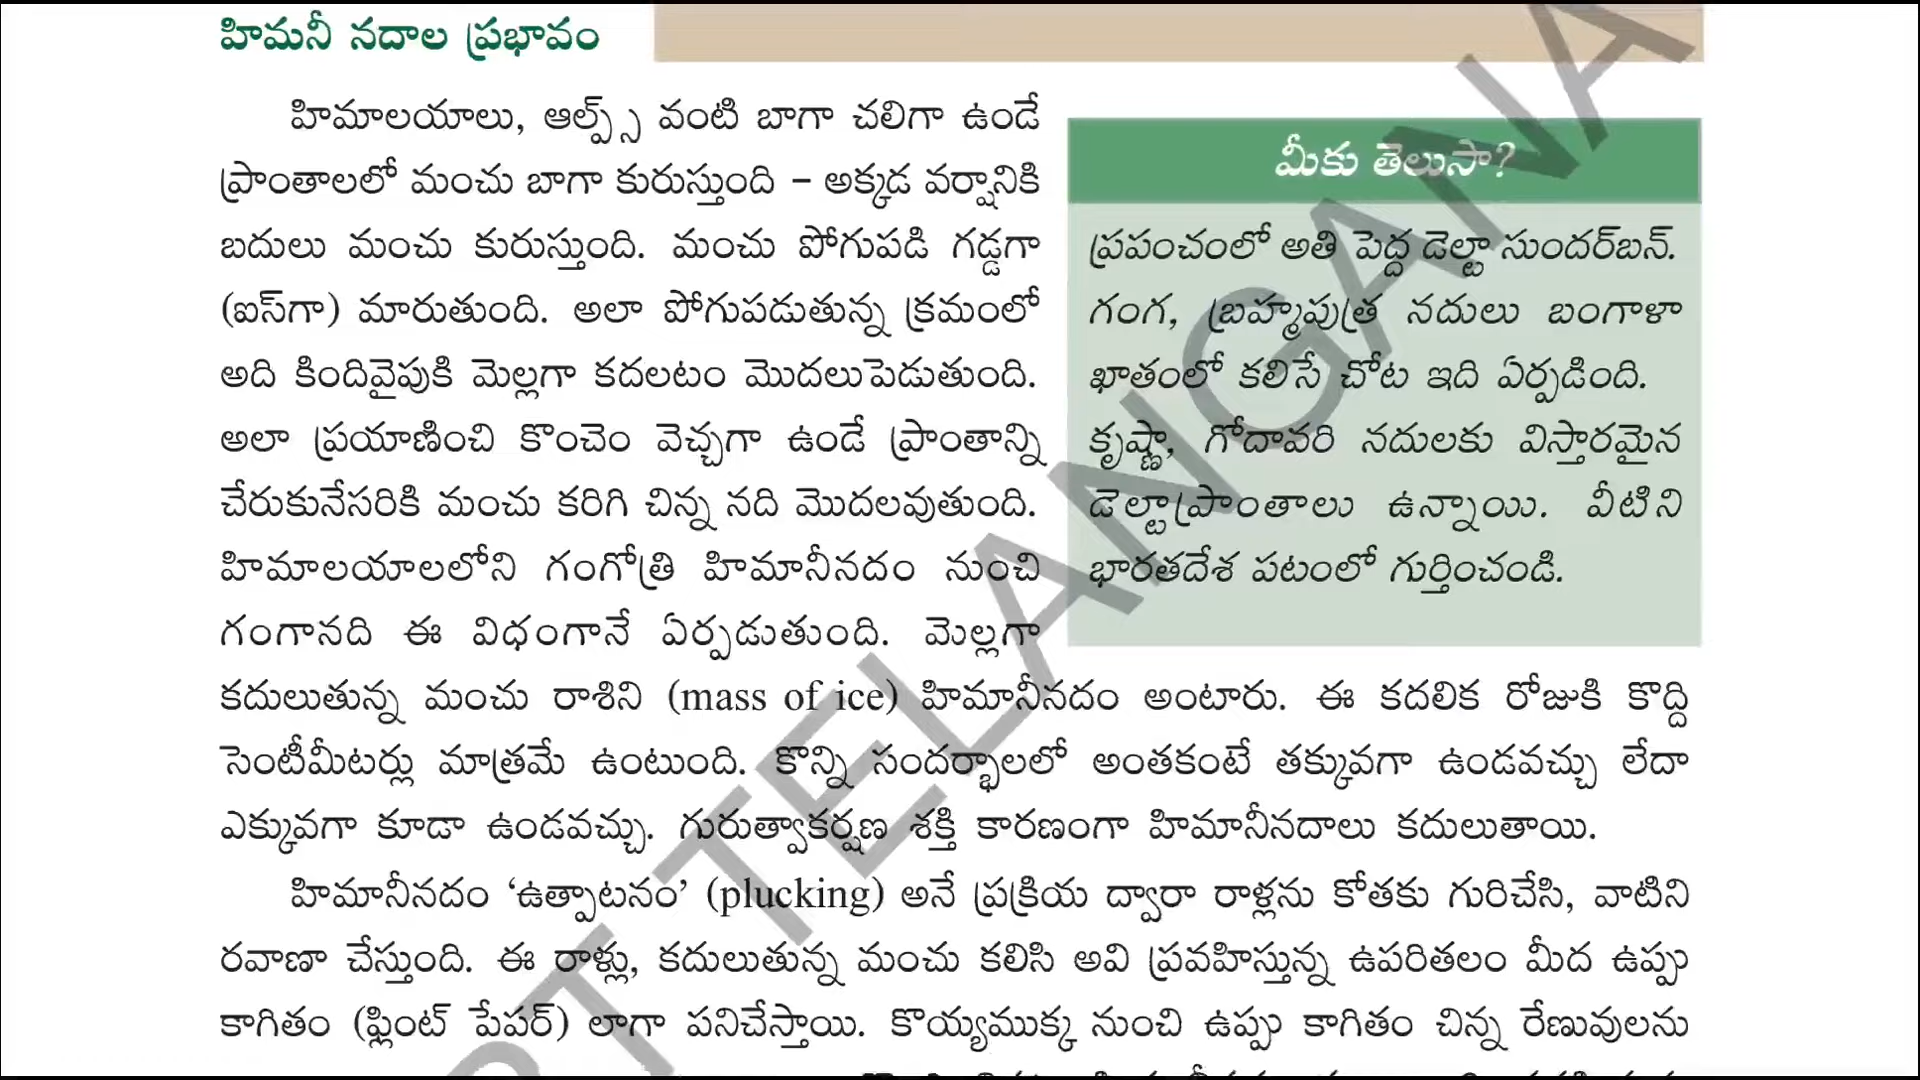 హిమనీ నదాల ప్రభావం
హిమాలయాలు, ఆల్ప్స్ వంటి బాగా చలిగా ఉండే
ప్రాంతాలలో మంచు బాగా కురుస్తుంది – అక్కడ వర్షానికి
బదులు మంచు కురుస్తుంది. మంచు పోగుపడి గడ్డగా
(ఐస్‌గా) మారుతుంది. అలా పోగుపడుతున్న క్రమంలో
అది కిందివైపుకి మెల్లగా కదలటం మొదలుపెడుతుంది.
అలా ప్రయాణించి కొంచెం వెచ్చగా ఉండే ప్రాంతాన్ని
చేరుకునేసరికి మంచు కరిగి చిన్న నది మొదలవుతుంది.
హిమాలయాలలోని గంగోత్రి హిమానీనదం నుంచి
గంగానది ఈ విధంగానే ఏర్పడుతుంది. మెల్లగా
కదులుతున్న మంచు రాశిని (mass of ice) హిమానీనదం అంటారు. ఈ కదలిక రోజుకి కొద్ది
సెంటీమీటర్లు మాత్రమే ఉంటుంది. కొన్ని సందర్భాలలో అంతకంటే తక్కువగా ఉండవచ్చు లేదా
ఎక్కువగా కూడా ఉండవచ్చు. గురుత్వాకర్షణ శక్తి కారణంగా హిమానీనదాలు కదులుతాయి.
హిమానీనదం ‘ఉత్పాటనం’ (plucking) అనే ప్రక్రియ ద్వారా రాళ్లను కోతకు గురిచేసి, వాటిని
రవాణా చేస్తుంది. ఈ రాళ్లు, కదులుతున్న మంచు కలిసి అవి ప్రవహిస్తున్న ఉపరితలం మీద ఉప్పు
కాగితం (ఫ్లింట్ పేపర్) లాగా పనిచేస్తాయి. కొయ్యముక్క నుంచి ఉప్పు కాగితం చిన్న రేణువులను
మీకు తెలుసా?
ప్రపంచంలో అతి పెద్ద డెల్టా సుందర్‌బన్.
గంగ, బ్రహ్మపుత్ర నదులు బంగాళా
ఖాతంలో కలిసే చోట ఇది ఏర్పడింది.
కృష్ణా, గోదావరి నదులకు విస్తారమైన
డెల్టాప్రాంతాలు ఉన్నాయి. వీటిని
భారతదేశ పటంలో గుర్తించండి.
RT TELANGANA